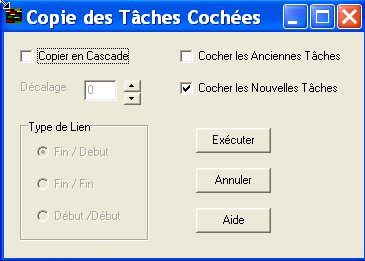 Copie des Tâches Cochées
Copier en Cascade
Cocher les Anciennes Tâches
Décalage 0
Cocher les Nouvelles Tâches
Type de Lien
Fin / Debut
Fin / Fin
Début /Début
Exécuter
Annuler
Aide